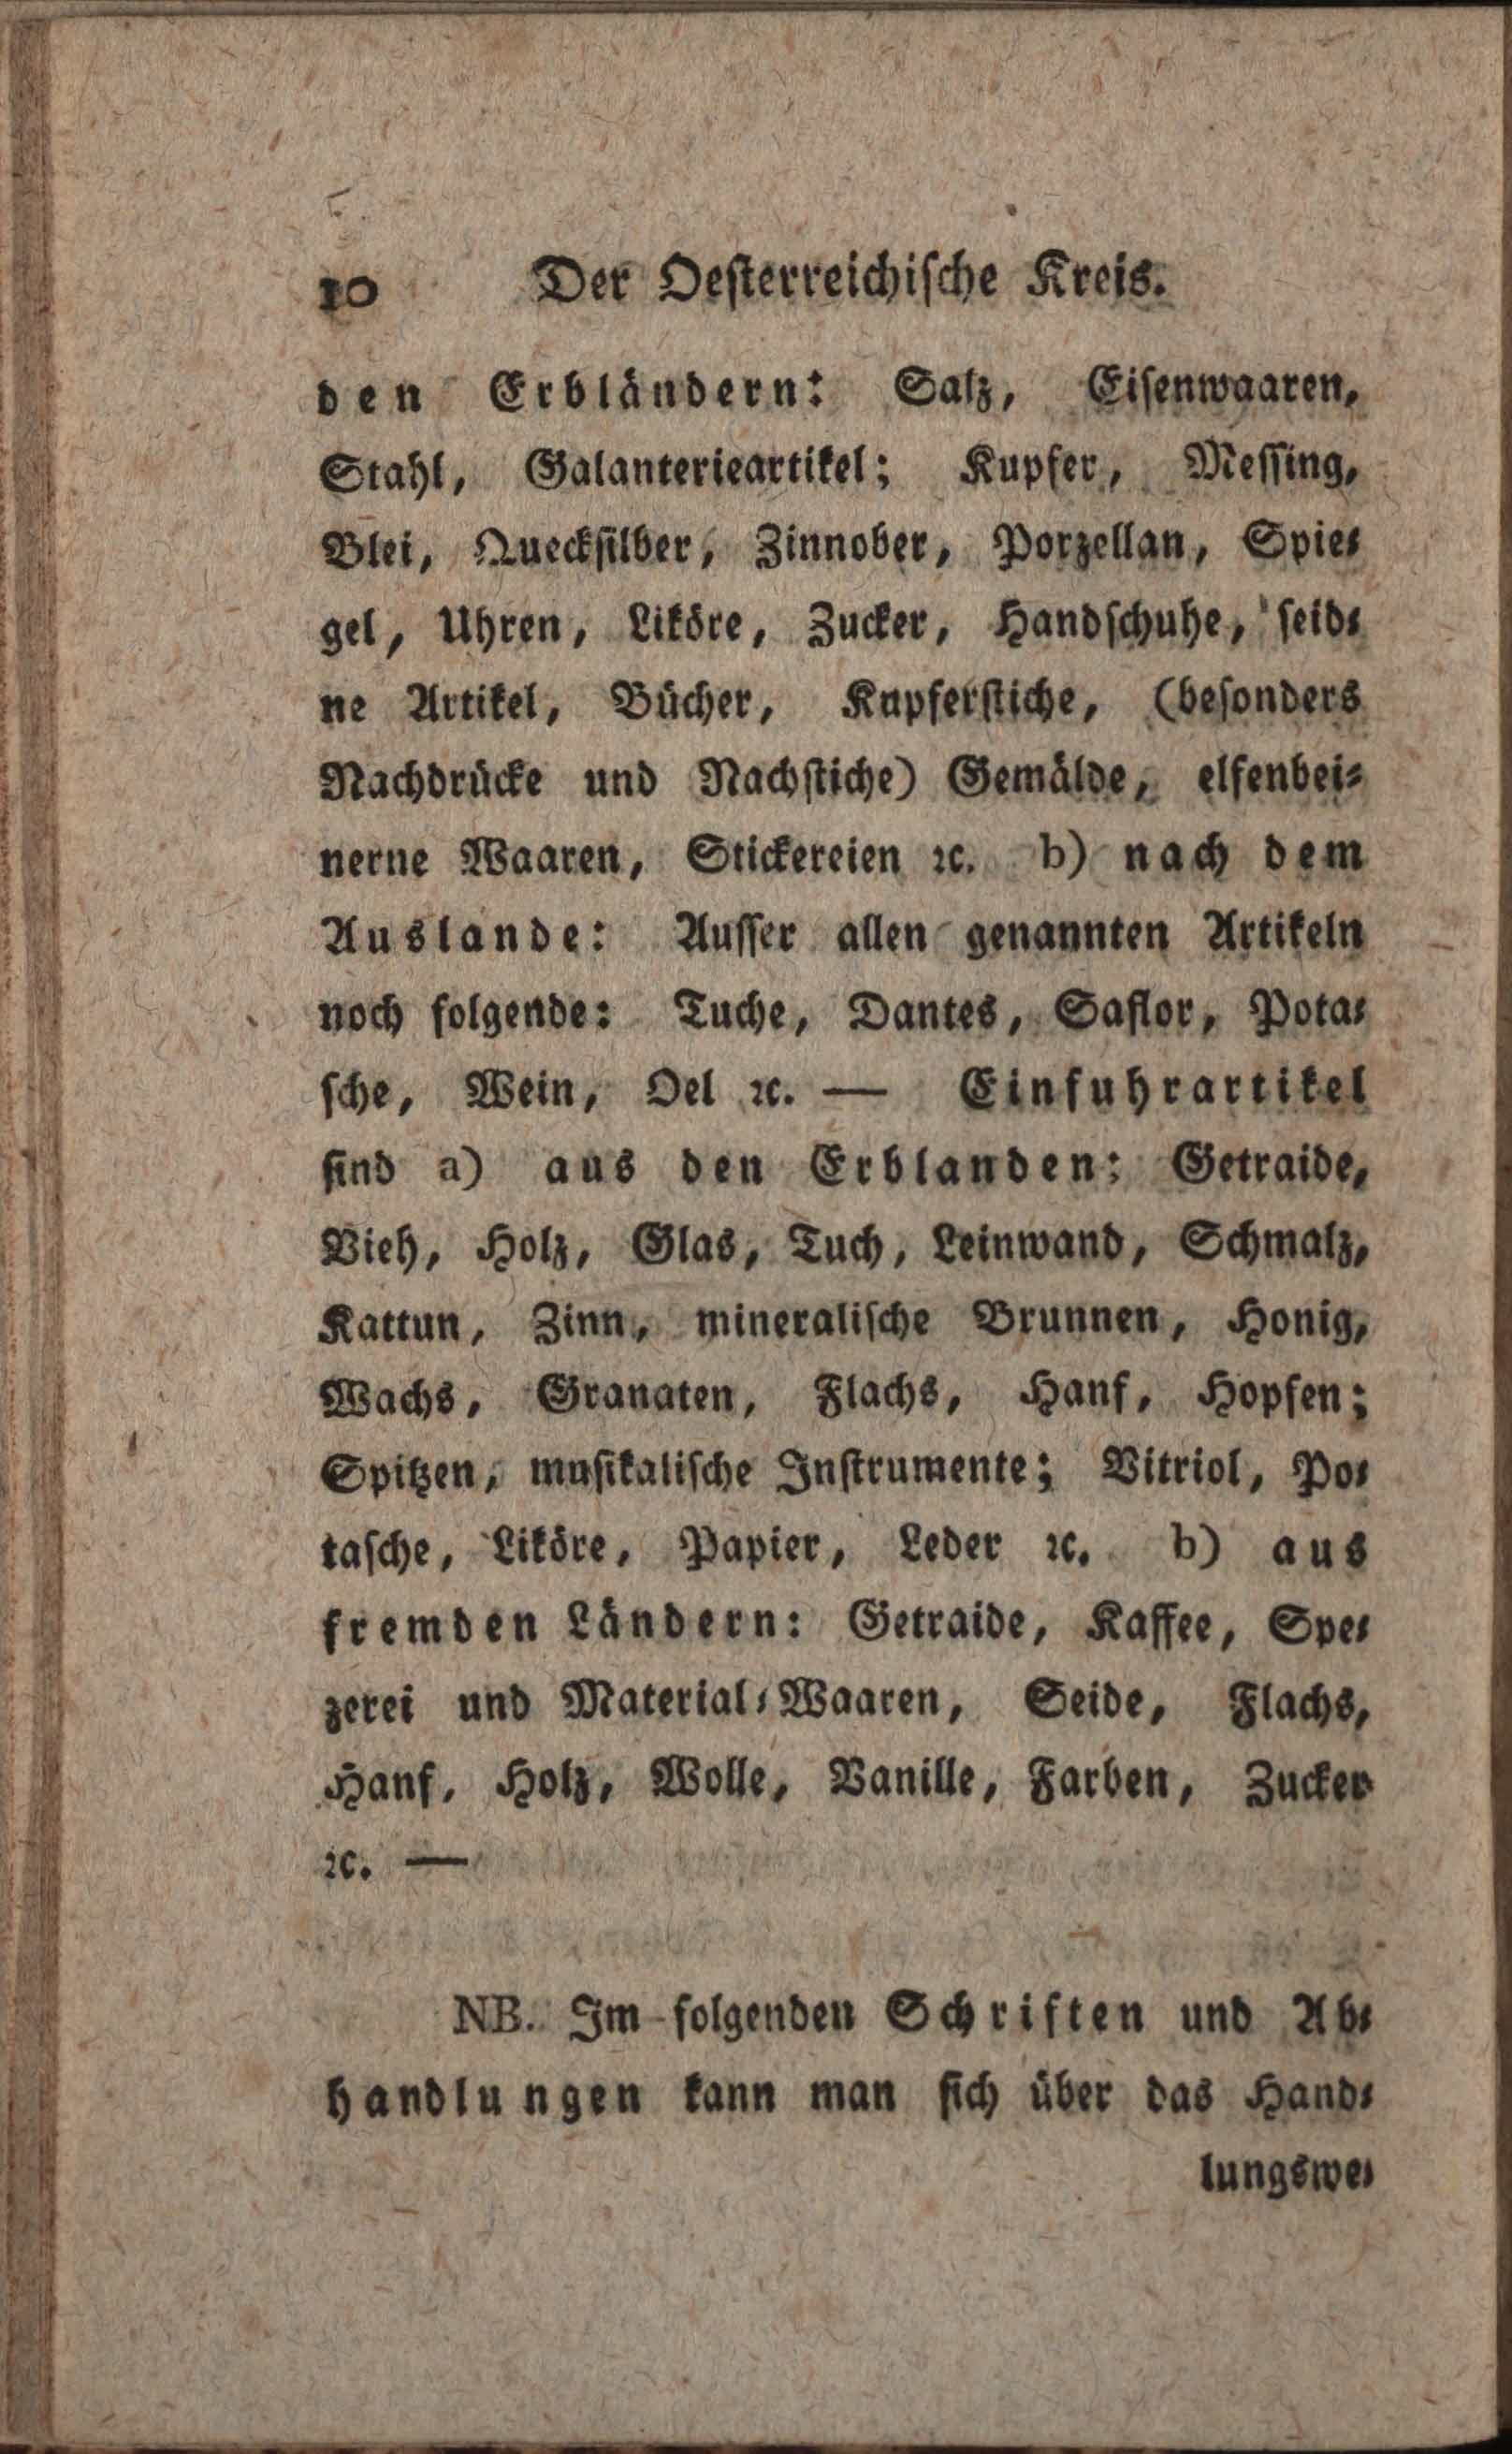 10 Der Oesterreichische Kreis.
den Erbländern: Salz, Eisenwaaren,
Stahl, Galanterieartikel; Kupfer, Messing,
Blei, Quecksilber, Zinnober, Porzellan, Spie-
gel, Uhren, Liköre, Zucker, Handschuhe, seid-
ne Artikel, Bücher, Kupferstiche, (besonders
Nachdrücke und Nachstiche) Gemälde, elfenbei-
nerne Waaren, Stickereien ꝛc. b) nach dem
Auslande: Ausser allen genannten Artikeln
noch folgende: Tuche, Dantes, Saflor, Pota-
sche, Wein, Oel ꝛc. — Einfuhrartikel
sind a) aus den Erblanden: Getraide,
Vieh, Holz, Glas, Tuch, Leinwand, Schmalz,
Kattun, Zinn, mineralische Brunnen, Honig,
Wachs, Granaten, Flachs, Hanf, Hopfen;
Spitzen, musikalische Instrumente; Vitriol, Po-
tasche, Liköre, Papier, Leder ꝛc. b) aus
fremden Ländern: Getraide, Kaffee, Spe-
zerei und Material-Waaren, Seide, Flachs,
Hanf, Holz, Wolle, Vanille, Farben, Zucker
ꝛc. —
NB. Im folgenden Schriften und Ab-
handlungen kann man sich über das Hand-
lungswe-